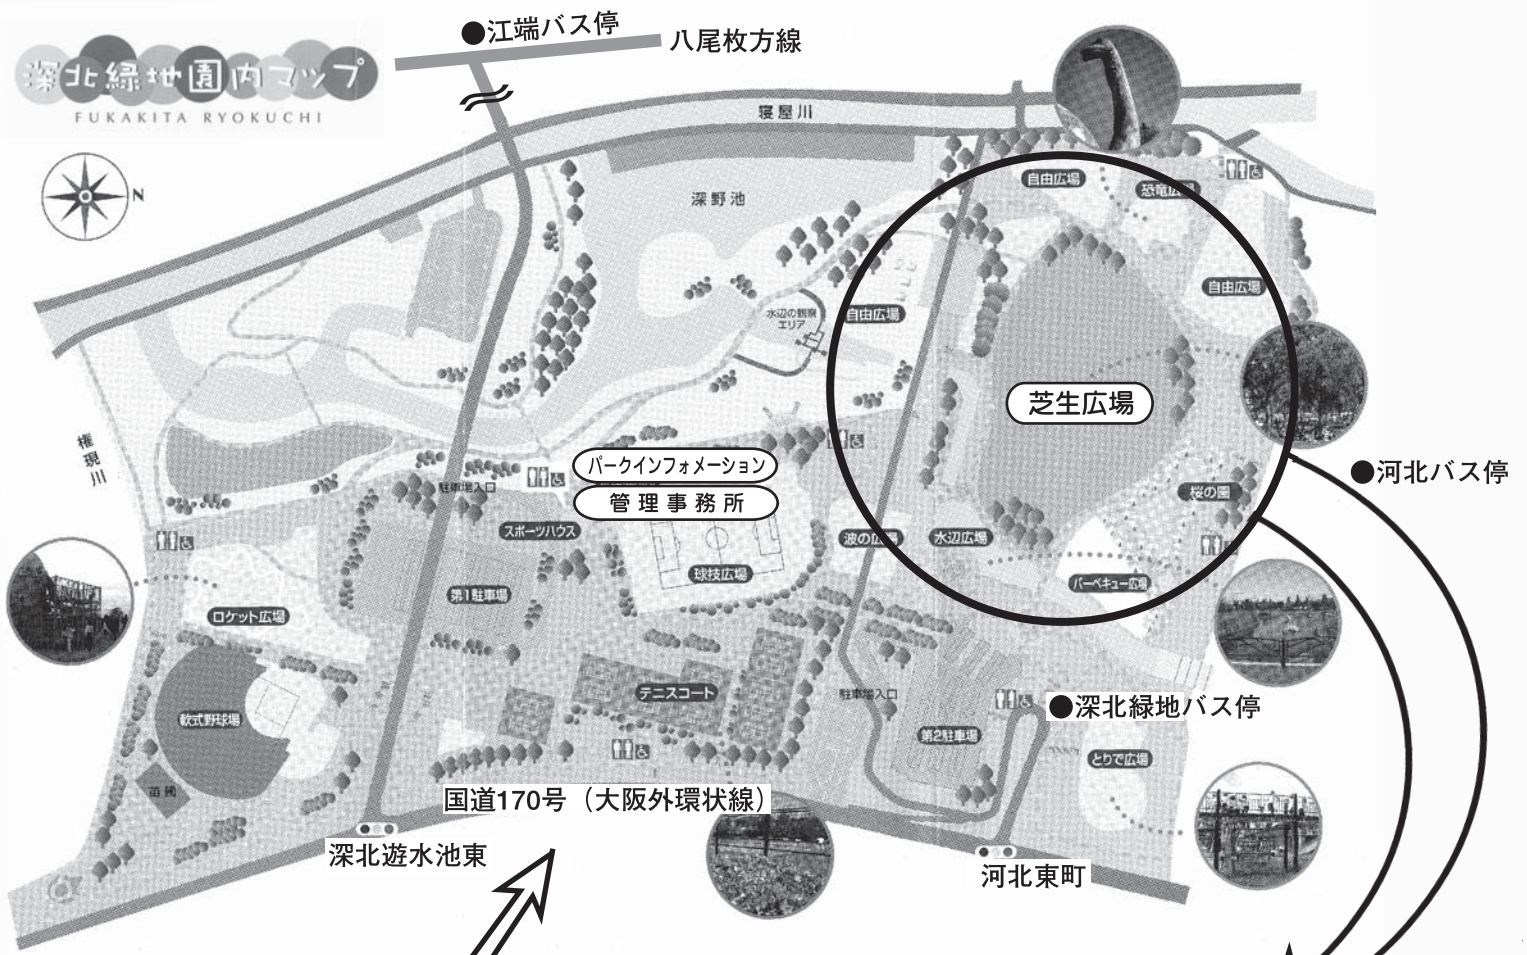 ●江端バス停
八尾枚方線
深北緑地園内マップ
FUKAKITA RYOKUCHI
寝屋川
N
深野池
自由広場
恐竜広場
自由広場
水辺の観察
エリア
自由広場
芝生広場
権現川
パークインフォメーション
管理事務所
駐車場入口
スポーツハウス
●河北バス停
桜の園
波の広場
水辺広場
球技広場
バーベキュー広場
第1駐車場
ロケット広場
テニスコート
駐車場入口
●深北緑地バス停
軟式野球場
第2駐車場
とりで広場
苗圃
国道170号（大阪外環状線）
深北遊水池東
河北東町